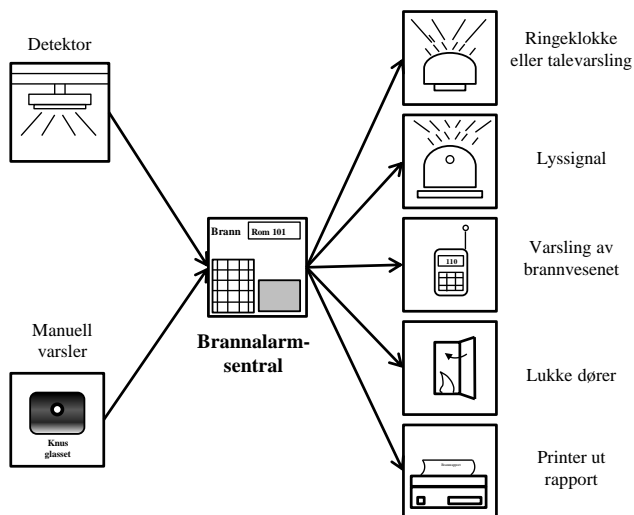 Detektor
Manuell
varsler
Knus
glasset
Brann
Rom 101
Brannalarm-
sentral
Ringeklokke
eller talevarsling
Lyssignal
110
Varsling av
brannvesenet
Lukke dører
Brannrapport
Printer ut
rapport